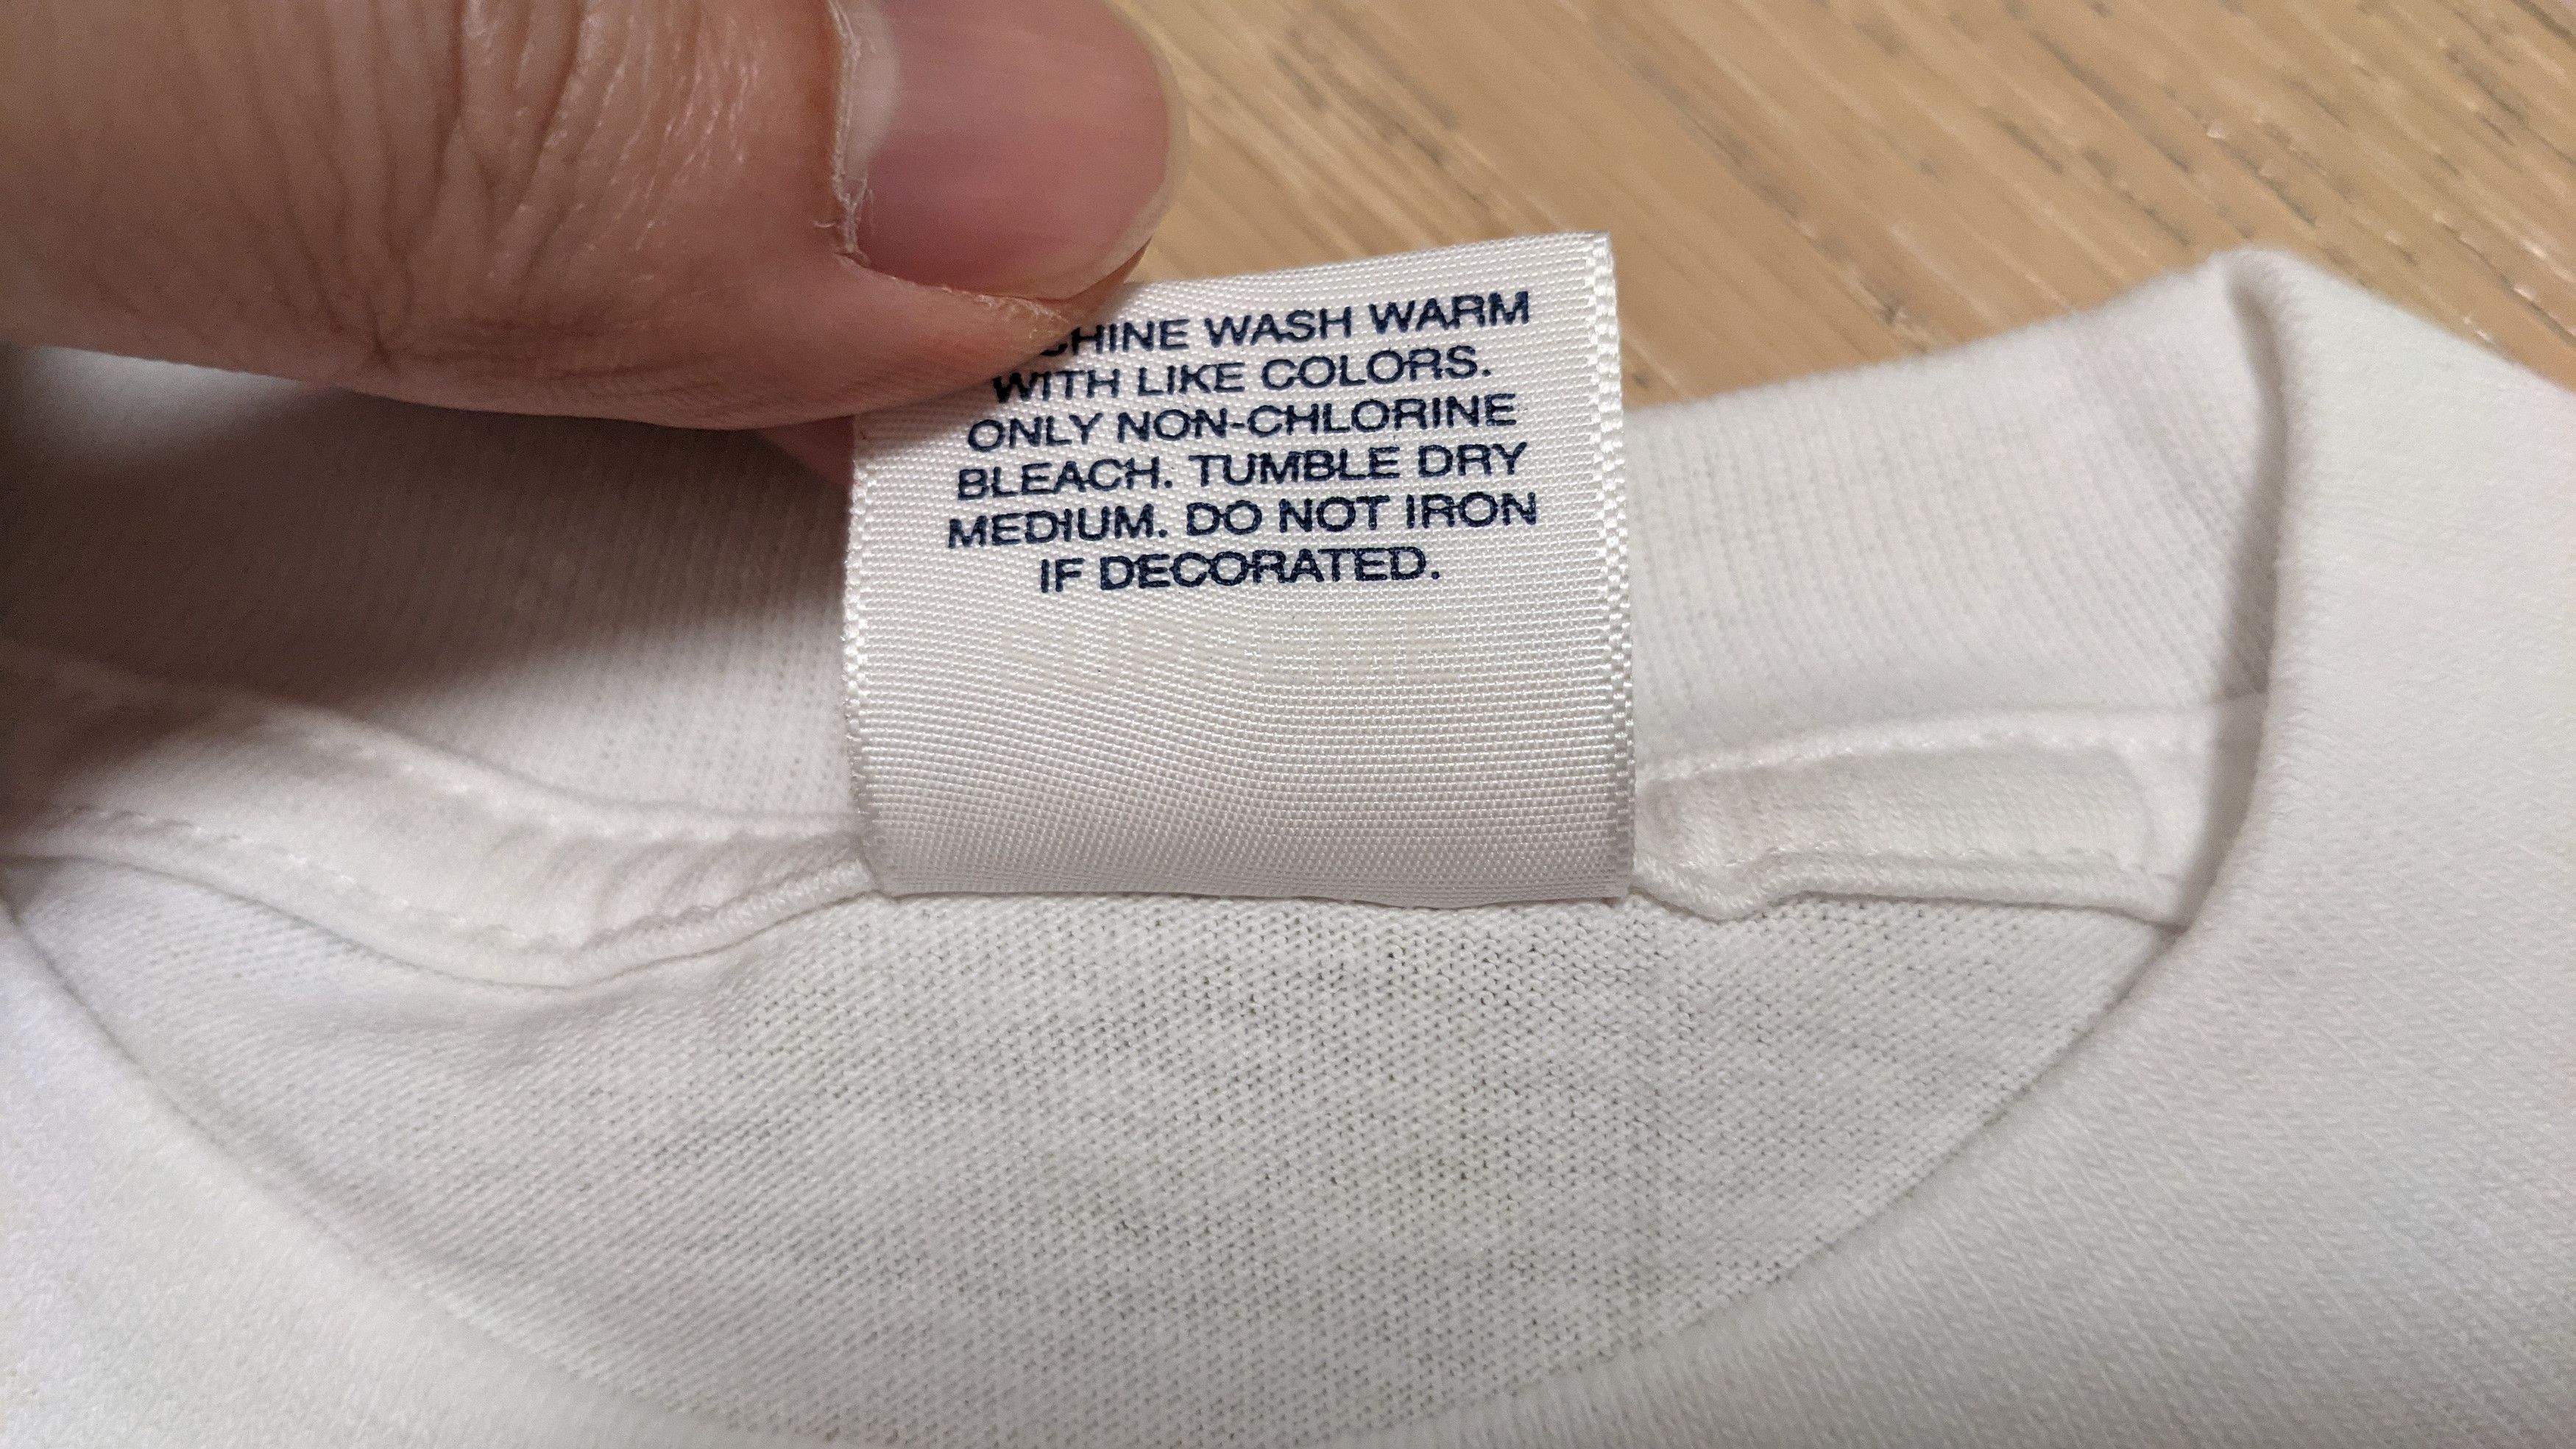 CHINE WASH WARM
WITH LIKE COLORS.
ONLY NON-CHLORINE
BLEACH. TUMBLE DRY
MEDIUM. DO NOT IRON
IF DECORATED.